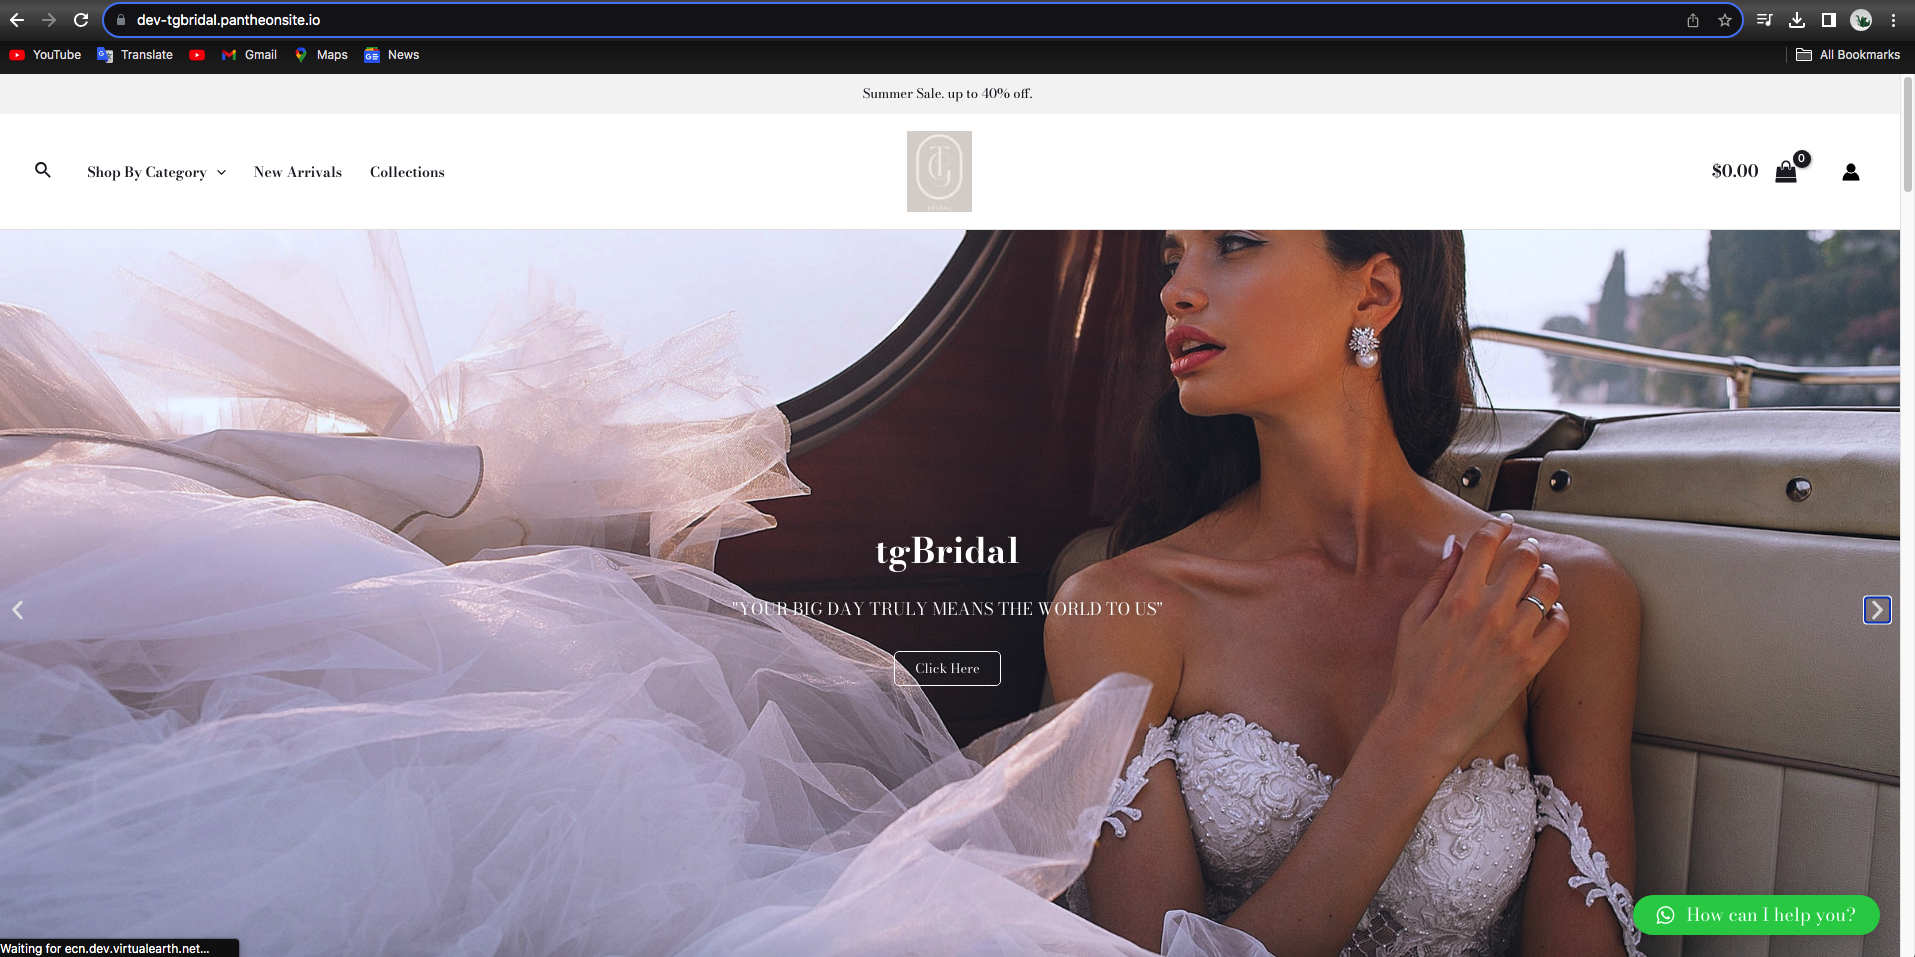 dev-tgbridal.pantheonsite.io
YouTube Translate Gmail Maps News All Bookmarks
Summer Sale. up to 40% off.
Shop By Category New Arrivals Collections
TG
BRIDAL
$0.00 0
tgBridal
"YOUR BIG DAY TRULY MEANS THE WORLD TO US"
Click Here
How can I help you?
Waiting for ecn.dev.virtualearth.net...